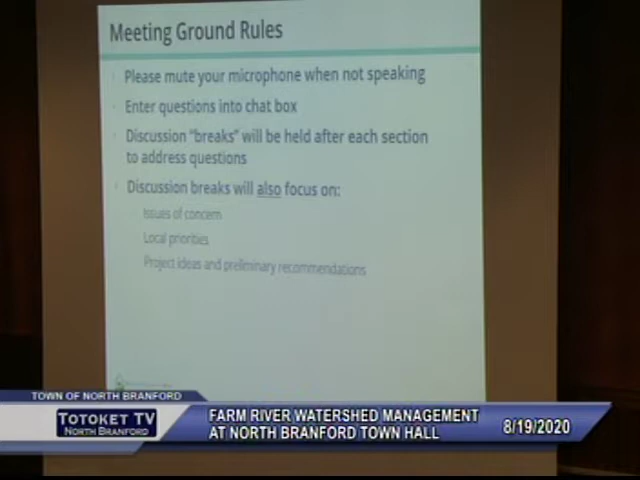 Meeting Ground Rules
Please mute your microphone when not speaking
Enter questions into chat box
Discussion "breaks" will be held after each section
to address questions
Discussion breaks will also focus on:
Issues of concern
Local priorities
Project ideas and preliminary recommendations
TOWN OF NORTH BRANFORD
TOTOKET TV
NORTH BRANFORD
FARM RIVER WATERSHED MANAGEMENT
AT NORTH BRANFORD TOWN HALL
8/19/2020